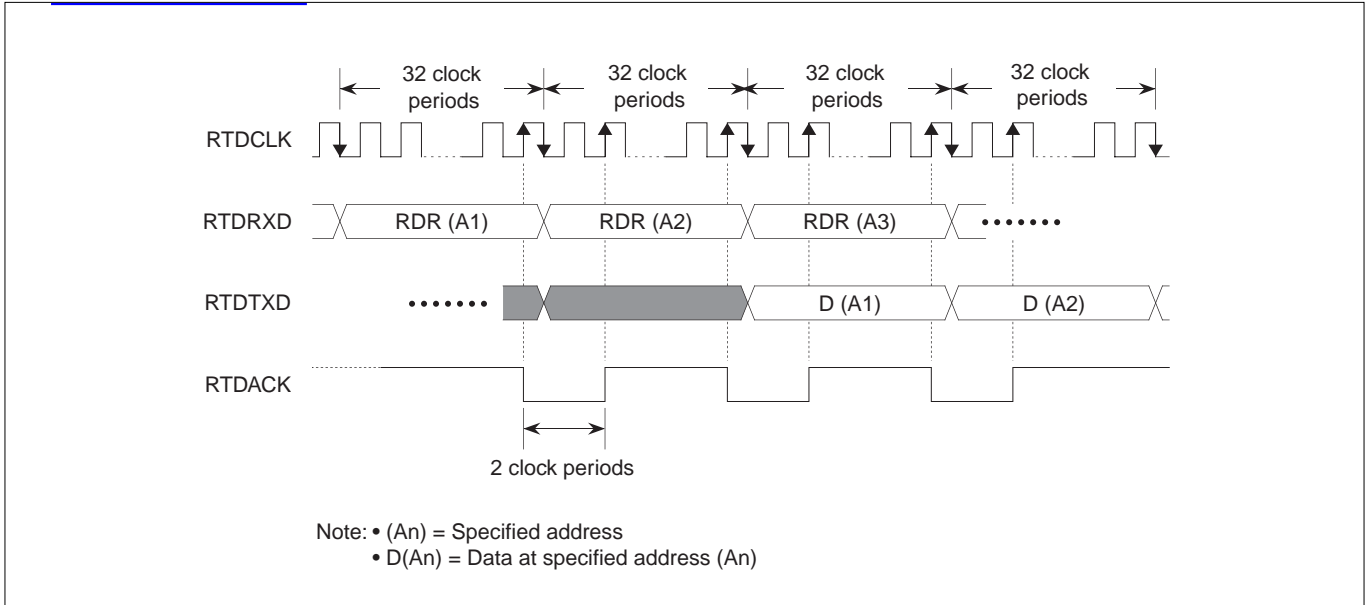 32 clock periods
32 clock periods
32 clock periods
32 clock periods
RTDCLK
RTDRXD
RDR (A1)
RDR (A2)
RDR (A3)
RTDTXD
D (A1)
D (A2)
RTDACK
2 clock periods
Note: • (An) = Specified address
• D(An) = Data at specified address (An)